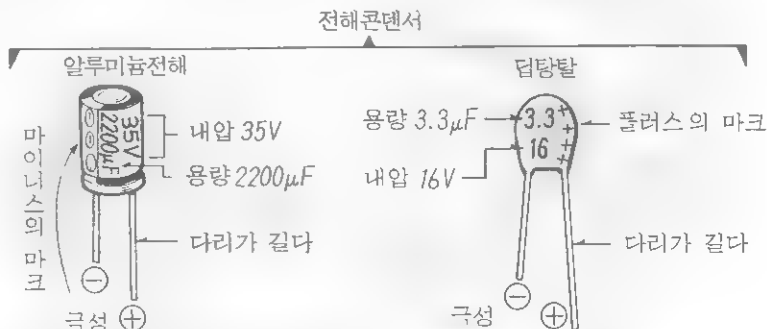 전해콘덴서
알루미늄전해
35V
2200μF
내압 35V
용량 2200μF
마이너스의 마크
다리가 길다
⊖
극성 ⊕
딥탕탈
용량 3.3μF
3.3
16
플러스의 마크
내압 16V
다리가 길다
⊖
극성 ⊕